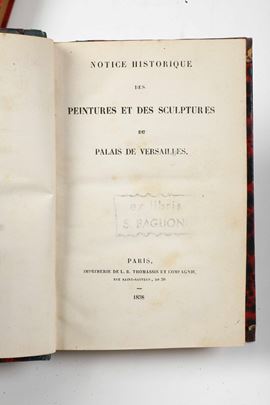 NOTICE HISTORIQUE
DES
PEINTURES ET DES SCULPTURES
DU
PALAIS DE VERSAILLES.
ex libris
S. BAGLION
PARIS,
IMPRIMERIE DE L. B. THOMASSIN ET COMPAGNIE,
RUE SAINT-SAUVEUR, 30
1838